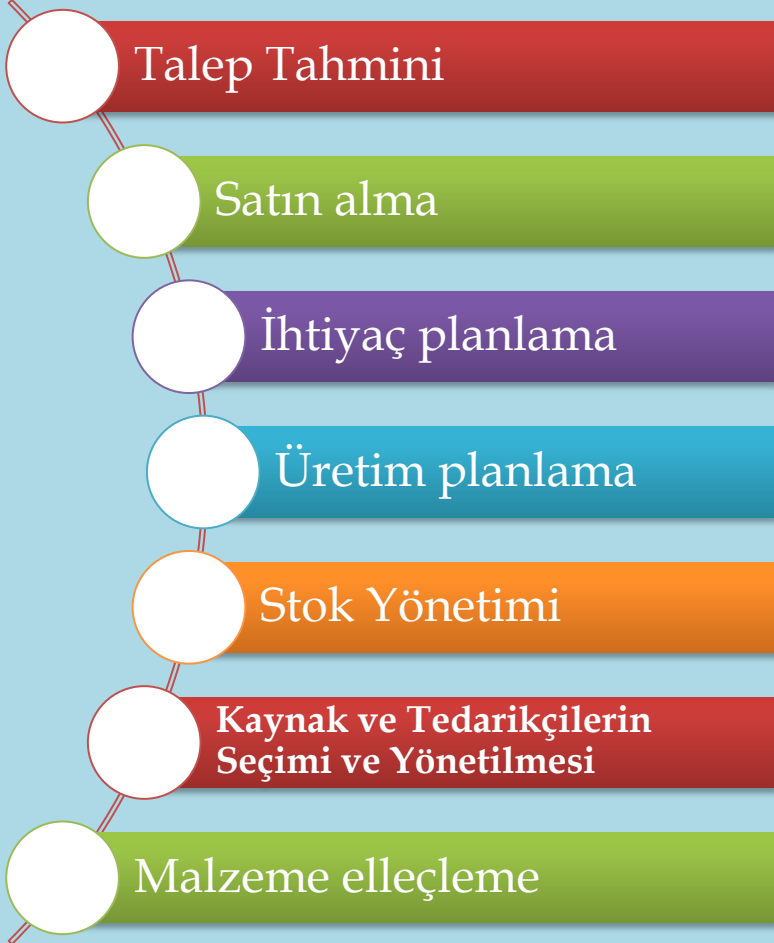 Talep Tahmini
Satın alma
İhtiyaç planlama
Üretim planlama
Stok Yönetimi
Kaynak ve Tedarikçilerin
Seçimi ve Yönetilmesi
Malzeme elleçleme